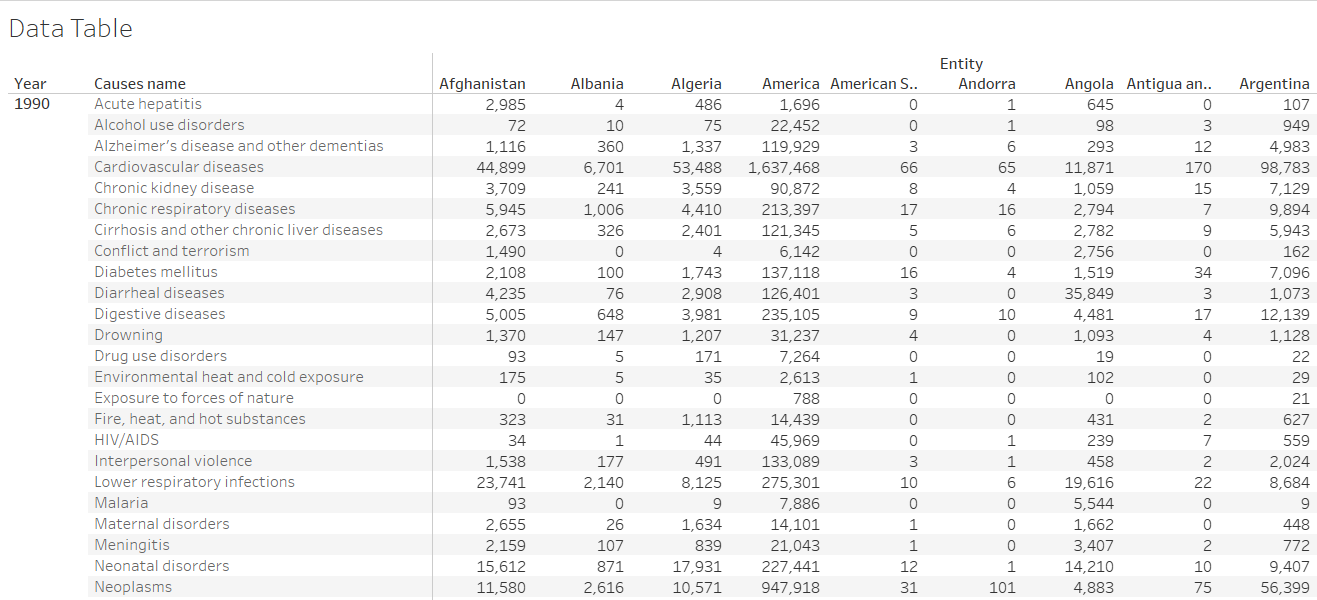 Data Table
Entity
Year Causes name Afghanistan Albania Algeria America American S.. Andorra Angola Antigua an.. Argentina
1990 Acute hepatitis 2,985 4 486 1,696 0 1 645 0 107
Alcohol use disorders 72 10 75 22,452 0 1 98 3 949
Alzheimer's disease and other dementias 1,116 360 1,337 119,929 3 6 293 12 4,983
Cardiovascular diseases 44,899 6,701 53,488 1,637,468 66 65 11,871 170 98,783
Chronic kidney disease 3,709 241 3,559 90,872 8 4 1,059 15 7,129
Chronic respiratory diseases 5,945 1,006 4,410 213,397 17 16 2,794 7 9,894
Cirrhosis and other chronic liver diseases 2,673 326 2,401 121,345 5 6 2,782 9 5,943
Conflict and terrorism 1,490 0 4 6,142 0 0 2,756 0 162
Diabetes mellitus 2,108 100 1,743 137,118 16 4 1,519 34 7,096
Diarrheal diseases 4,235 76 2,908 126,401 3 0 35,849 3 1,073
Digestive diseases 5,005 648 3,981 235,105 9 10 4,481 17 12,139
Drowning 1,370 147 1,207 31,237 4 0 1,093 4 1,128
Drug use disorders 93 5 171 7,264 0 0 19 0 22
Environmental heat and cold exposure 175 5 35 2,613 1 0 102 0 29
Exposure to forces of nature 0 0 0 788 0 0 0 0 21
Fire, heat, and hot substances 323 31 1,113 14,439 0 0 431 2 627
HIV/AIDS 34 1 44 45,969 0 1 239 7 559
Interpersonal violence 1,538 177 491 133,089 3 1 458 2 2,024
Lower respiratory infections 23,741 2,140 8,125 275,301 10 6 19,616 22 8,684
Malaria 93 0 9 7,886 0 0 5,544 0 9
Maternal disorders 2,655 26 1,634 14,101 1 0 1,662 0 448
Meningitis 2,159 107 839 21,043 1 0 3,407 2 772
Neonatal disorders 15,612 871 17,931 227,441 12 1 14,210 10 9,407
Neoplasms 11,580 2,616 10,571 947,918 31 101 4,883 75 56,399